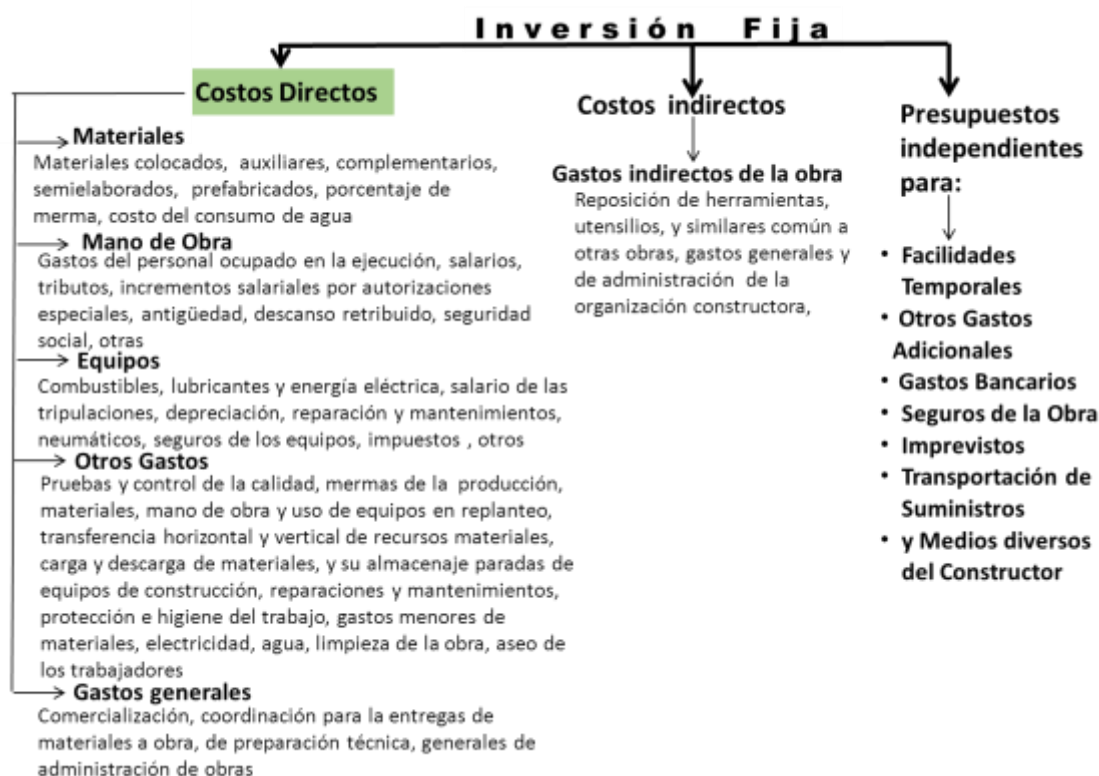 Inversión Fija
Costos Directos
Materiales
Materiales colocados, auxiliares, complementarios,
semielaborados, prefabricados, porcentaje de
merma, costo del consumo de agua
Mano de Obra
Gastos del personal ocupado en la ejecución, salarios,
tributos, incrementos salariales por autorizaciones
especiales, antigüedad, descanso retribuido, seguridad
social, otras
Equipos
Combustibles, lubricantes y energía eléctrica, salario de las
tripulaciones, depreciación, reparación y mantenimientos,
neumáticos, seguros de los equipos, impuestos , otros
Otros Gastos
Pruebas y control de la calidad, mermas de la producción,
materiales, mano de obra y uso de equipos en replanteo,
transferencia horizontal y vertical de recursos materiales,
carga y descarga de materiales, y su almacenaje paradas de
equipos de construcción, reparaciones y mantenimientos,
protección e higiene del trabajo, gastos menores de
materiales, electricidad, agua, limpieza de la obra, aseo de
los trabajadores
Gastos generales
Comercialización, coordinación para la entregas de
materiales a obra, de preparación técnica, generales de
administración de obras
Costos indirectos
Gastos indirectos de la obra
Reposición de herramientas,
utensilios, y similares común a
otras obras, gastos generales y
de administración de la
organización constructora,
Presupuestos
independientes
para:
• Facilidades
Temporales
• Otros Gastos
Adicionales
• Gastos Bancarios
• Seguros de la Obra
• Imprevistos
• Transportación de
Suministros
• y Medios diversos
del Constructor